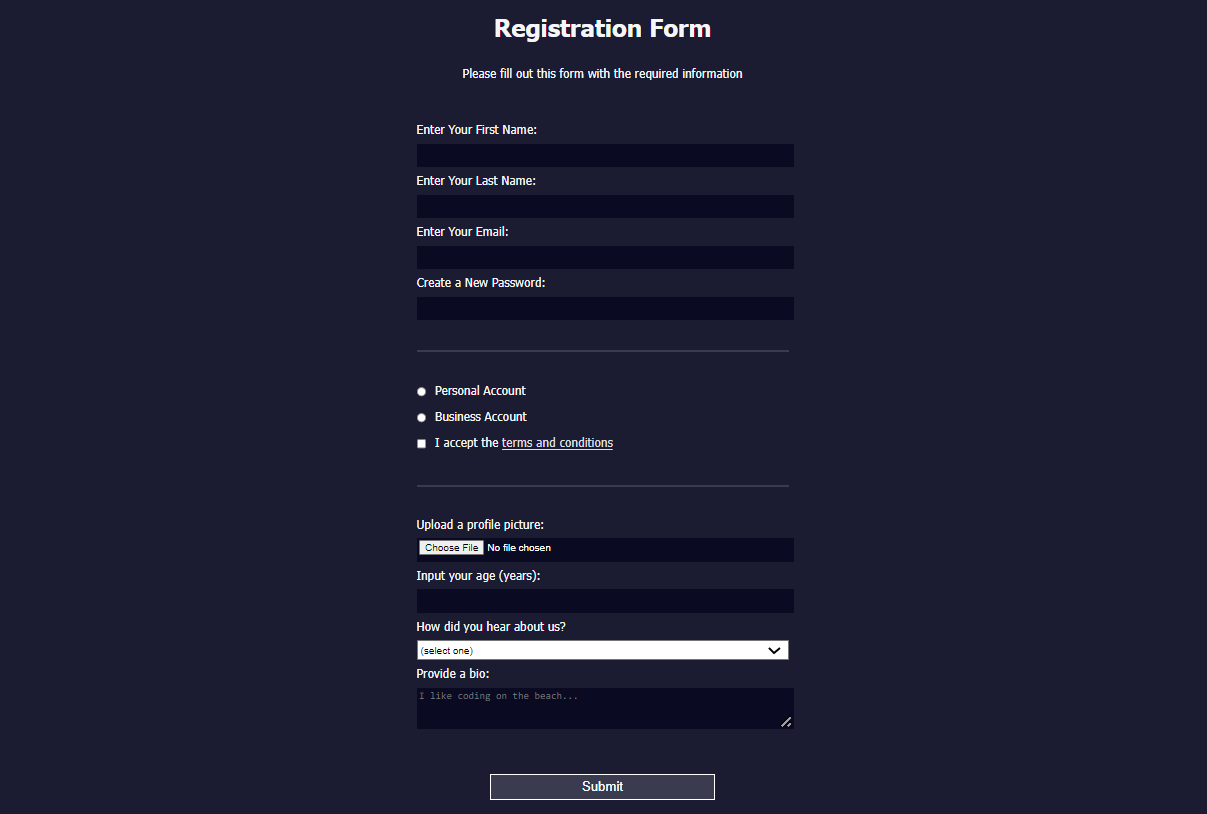 Registration Form
Please fill out this form with the required information
Enter Your First Name:
Enter Your Last Name:
Enter Your Email:
Create a New Password:
Personal Account
Business Account
I accept the terms and conditions
Upload a profile picture:
Choose File No file chosen
Input your age (years):
How did you hear about us?
(select one)
Provide a bio:
I like coding on the beach...
Submit